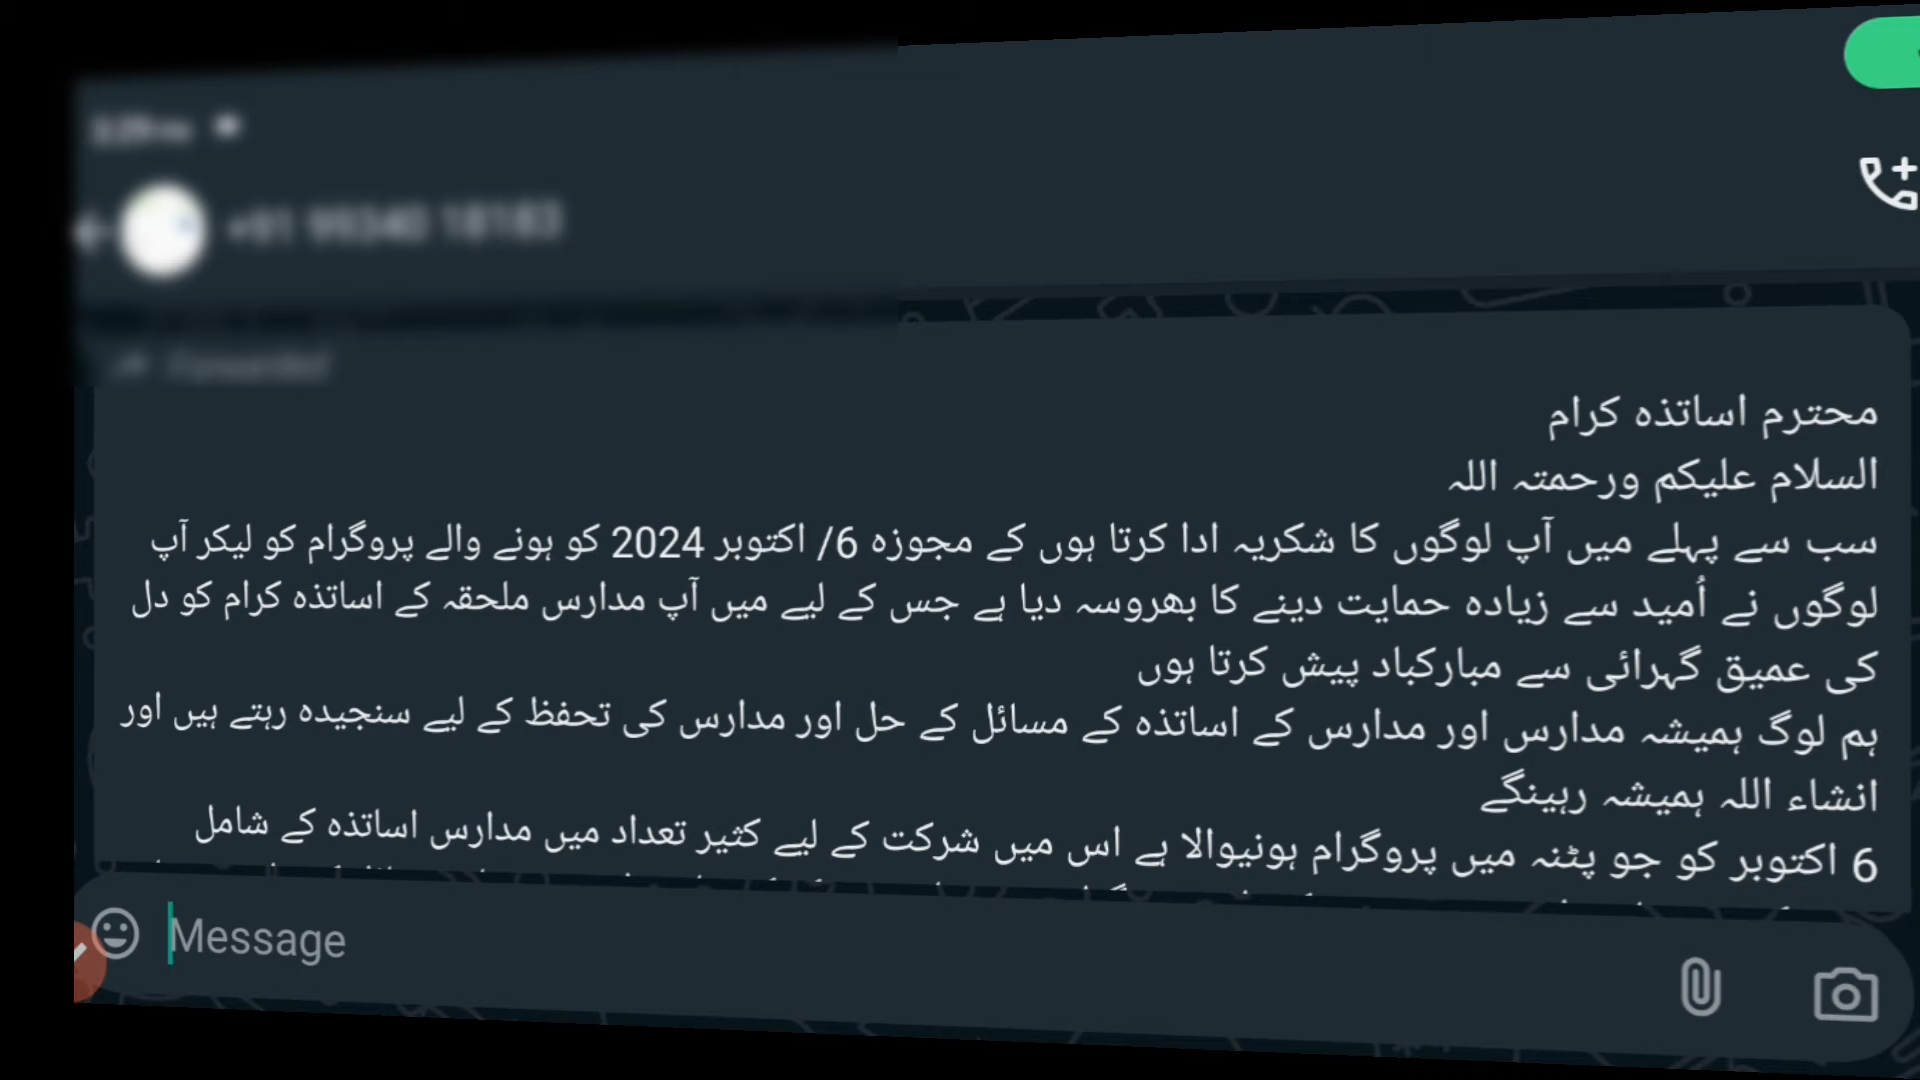 Forwarded
محترم اساتذہ کرام
السلام علیکم ورحمتہ اللہ
سب سے پہلے میں آپ لوگوں کا شکریہ ادا کرتا ہوں کے مجوزہ 6/ اکتوبر 2024 کو ہونے والے پروگرام کو لیکر آپ
لوگوں نے اُمید سے زیادہ حمایت دینے کا بھروسہ دیا ہے جس کے لیے میں آپ مدارس ملحقہ کے اساتذہ کرام کو دل
کی عمیق گہرائی سے مبارکباد پیش کرتا ہوں
ہم لوگ ہمیشہ مدارس اور مدارس کے اساتذہ کے مسائل کے حل اور مدارس کی تحفظ کے لیے سنجیدہ رہتے ہیں اور
انشاء اللہ ہمیشہ رہینگے
6 اکتوبر کو جو پٹنہ میں پروگرام ہونیوالا ہے اس میں شرکت کے لیے کثیر تعداد میں مدارس اساتذہ کے شامل
Message